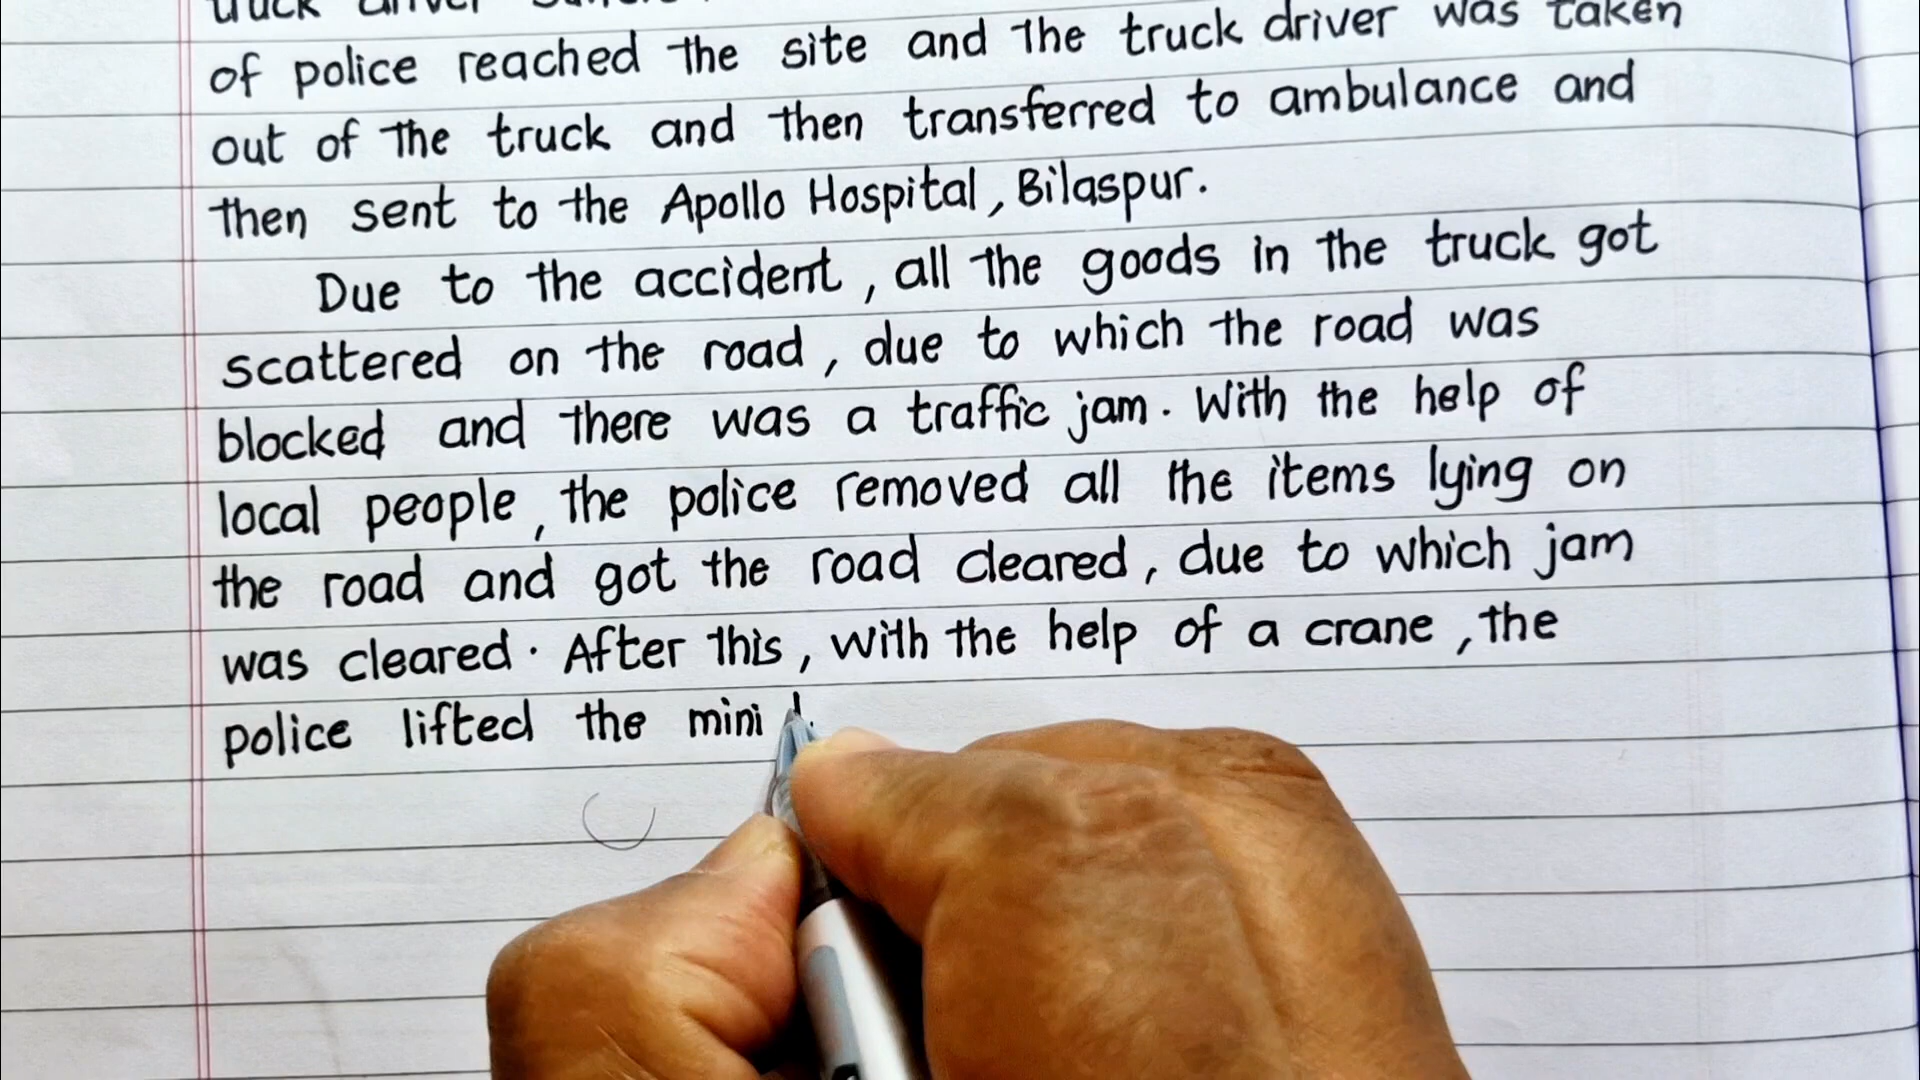 truck driver
of police reached the site and the truck driver was taken
out of the truck and then transferred to ambulance and
then sent to the Apollo Hospital, Bilaspur.
Due to the accident, all the goods in the truck got
scattered on the road, due to which the road was
blocked and there was a traffic jam. With the help of
local people, the police removed all the items lying on
the road and got the road cleared, due to which jam
was cleared. After this, with the help of a crane, the
police lifted the mini